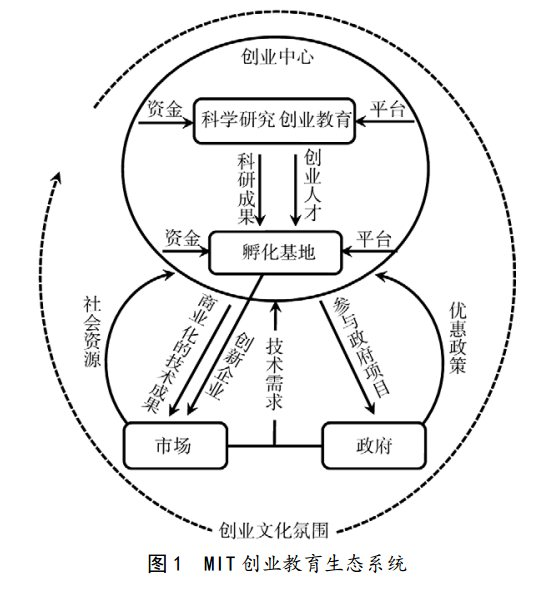 创业中心
资金
科学研究 创业教育
平台
科研成果
创业人才
资金
孵化基地
平台
社会资源
商业化的技术成果
创新企业
技术需求
参与政府项目
优惠政策
市场
政府
创业文化氛围
图1 MIT创业教育生态系统